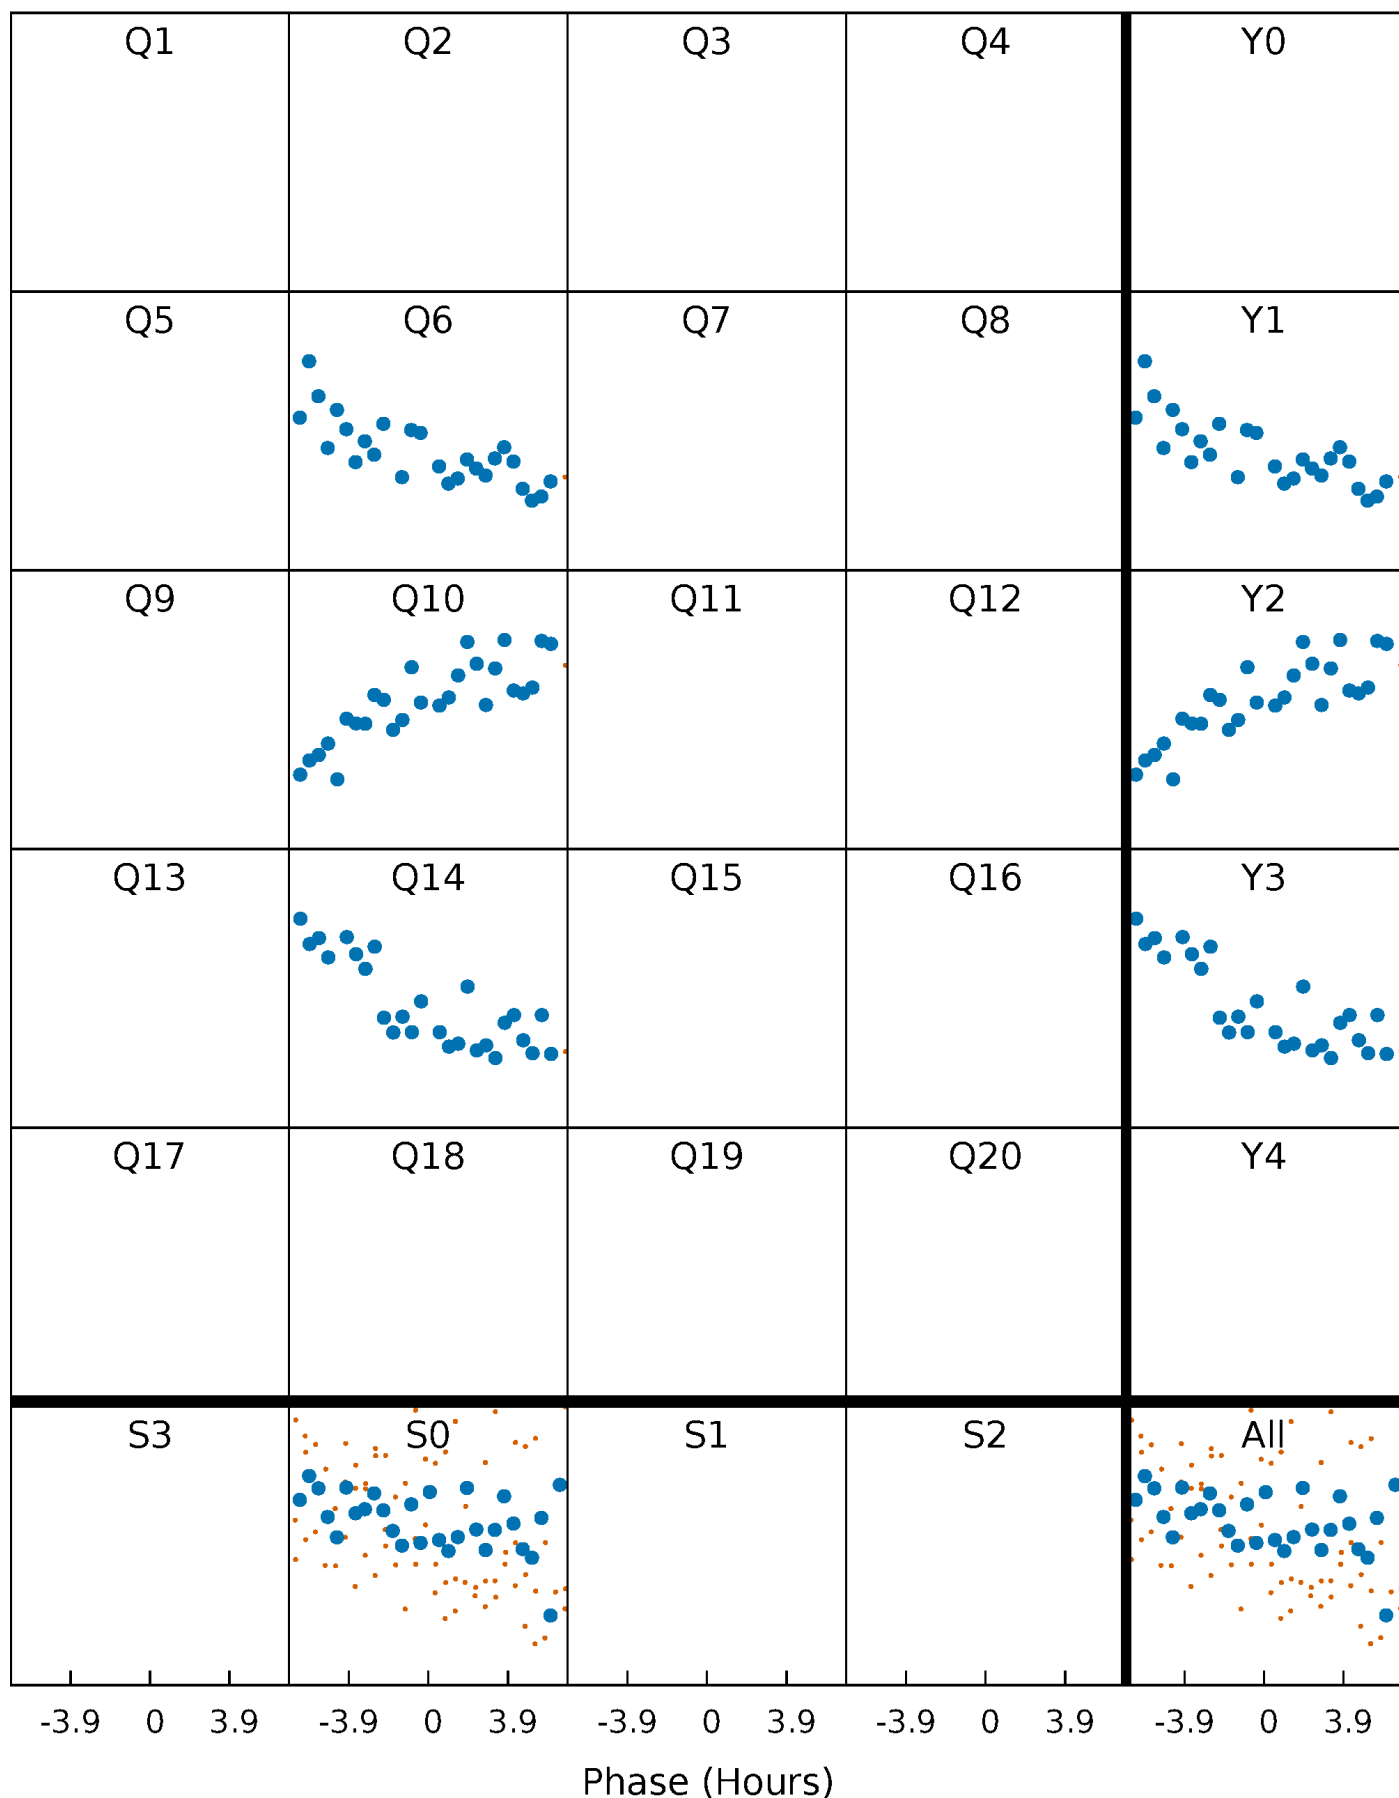 Q1 Q2 Q3 Q4 Y0
Q5 Q6 Q7 Q8 Y1
Q9 Q10 Q11 Q12 Y2
Q13 Q14 Q15 Q16 Y3
Q17 Q18 Q19 Q20 Y4
S3 S0 S1 S2 All
-3.9 0 3.9 -3.9 0 3.9 -3.9 0 3.9 -3.9 0 3.9 -3.9 0 3.9
Phase (Hours)